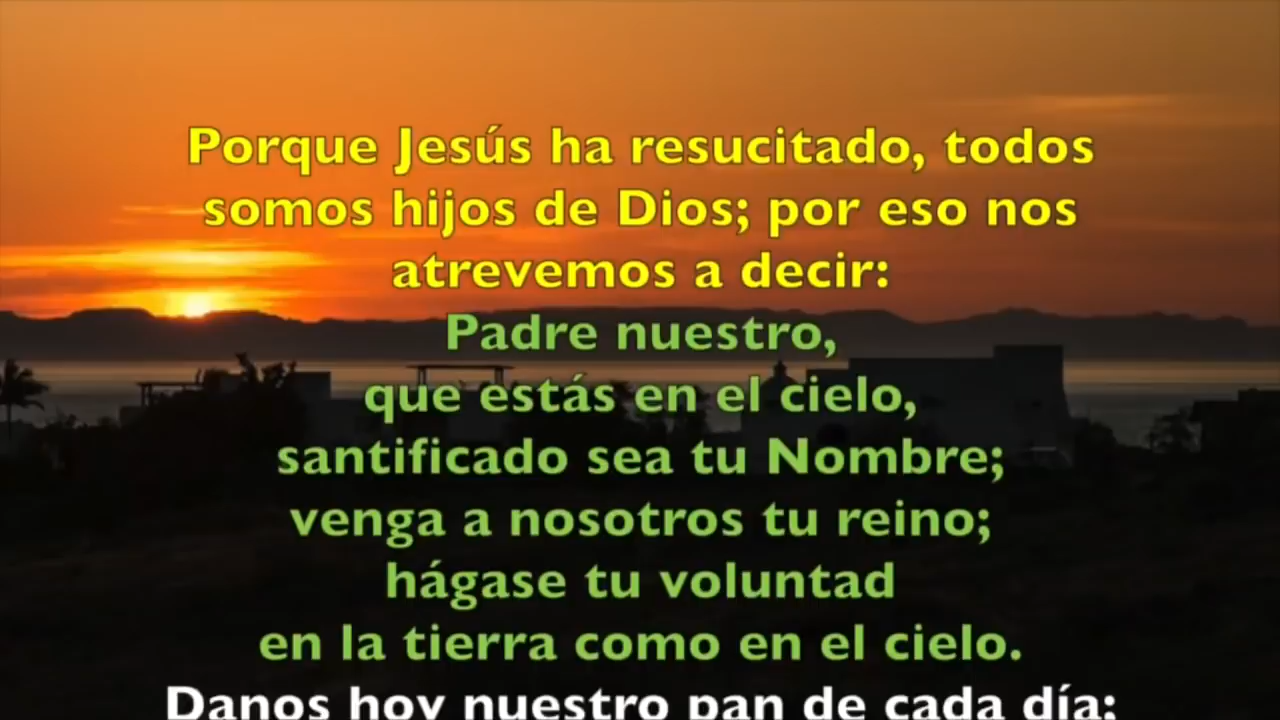 Porque Jesús ha resucitado, todos
somos hijos de Dios; por eso nos
atrevemos a decir:
Padre nuestro,
que estás en el cielo,
santificado sea tu Nombre;
venga a nosotros tu reino;
hágase tu voluntad
en la tierra como en el cielo.
Danos hoy nuestro pan de cada día;